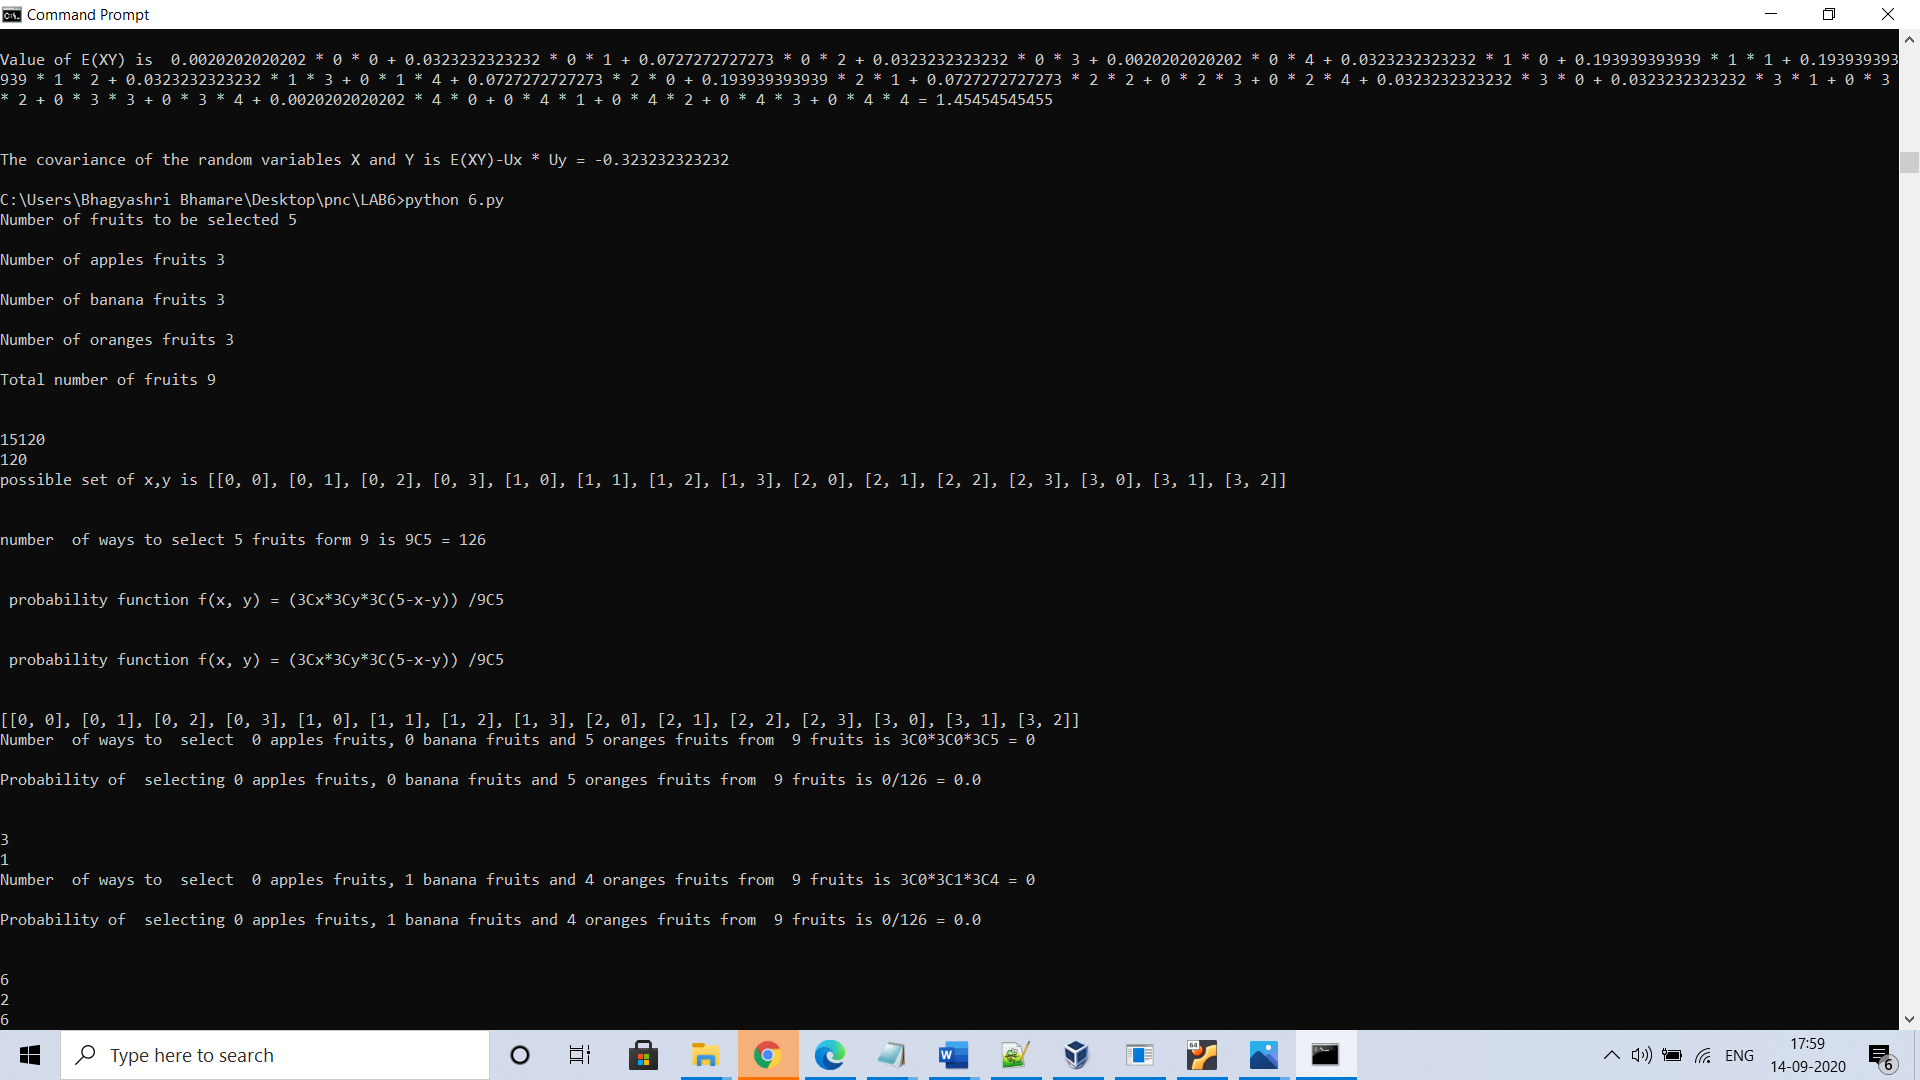 Command Prompt
Value of E(XY) is  0.0020202020202 * 0 * 0 + 0.0323232323232 * 0 * 1 + 0.0727272727273 * 0 * 2 + 0.0323232323232 * 0 * 3 + 0.0020202020202 * 0 * 4 + 0.0323232323232 * 1 * 0 + 0.193939393939 * 1 * 1 + 0.193939393
939 * 1 * 2 + 0.0323232323232 * 1 * 3 + 0 * 1 * 4 + 0.0727272727273 * 2 * 0 + 0.193939393939 * 2 * 1 + 0.0727272727273 * 2 * 2 + 0 * 2 * 3 + 0 * 2 * 4 + 0.0323232323232 * 3 * 0 + 0.0323232323232 * 3 * 1 + 0 * 3
* 2 + 0 * 3 * 3 + 0 * 3 * 4 + 0.0020202020202 * 4 * 0 + 0 * 4 * 1 + 0 * 4 * 2 + 0 * 4 * 3 + 0 * 4 * 4 = 1.45454545455
The covariance of the random variables X and Y is E(XY)-Ux * Uy = -0.323232323232
C:\Users\Bhagyashri Bhamare\Desktop\pnc\LAB6>python 6.py
Number of fruits to be selected 5
Number of apples fruits 3
Number of banana fruits 3
Number of oranges fruits 3
Total number of fruits 9
15120
120
possible set of x,y is [[0, 0], [0, 1], [0, 2], [0, 3], [1, 0], [1, 1], [1, 2], [1, 3], [2, 0], [2, 1], [2, 2], [2, 3], [3, 0], [3, 1], [3, 2]]
number  of ways to select 5 fruits form 9 is 9C5 = 126
probability function f(x, y) = (3Cx*3Cy*3C(5-x-y)) /9C5
probability function f(x, y) = (3Cx*3Cy*3C(5-x-y)) /9C5
[[0, 0], [0, 1], [0, 2], [0, 3], [1, 0], [1, 1], [1, 2], [1, 3], [2, 0], [2, 1], [2, 2], [2, 3], [3, 0], [3, 1], [3, 2]]
Number  of ways to  select  0 apples fruits, 0 banana fruits and 5 oranges fruits from  9 fruits is 3C0*3C0*3C5 = 0
Probability of  selecting 0 apples fruits, 0 banana fruits and 5 oranges fruits from  9 fruits is 0/126 = 0.0
3
1
Number  of ways to  select  0 apples fruits, 1 banana fruits and 4 oranges fruits from  9 fruits is 3C0*3C1*3C4 = 0
Probability of  selecting 0 apples fruits, 1 banana fruits and 4 oranges fruits from  9 fruits is 0/126 = 0.0
6
2
6
Type here to search
ENG
17:59
14-09-2020
6